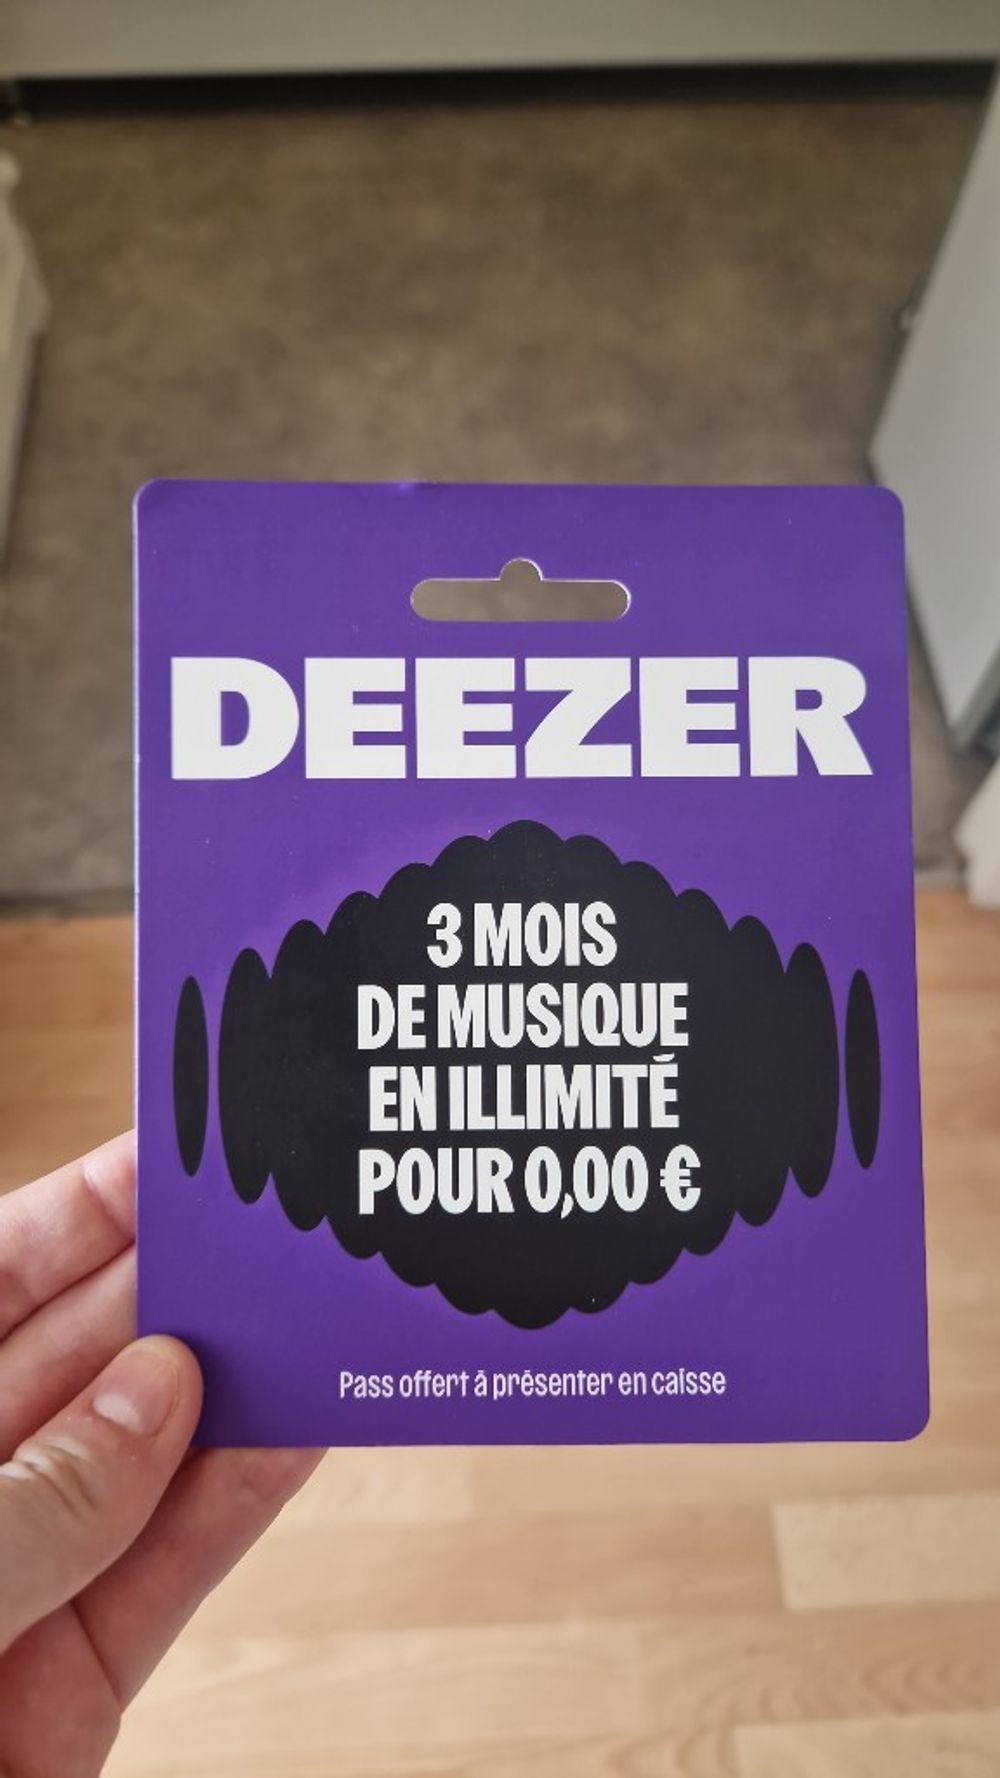 DEEZER
3 MOIS
DE MUSIQUE
EN ILLIMITÉ
POUR 0,00 €
Pass offert à présenter en caisse